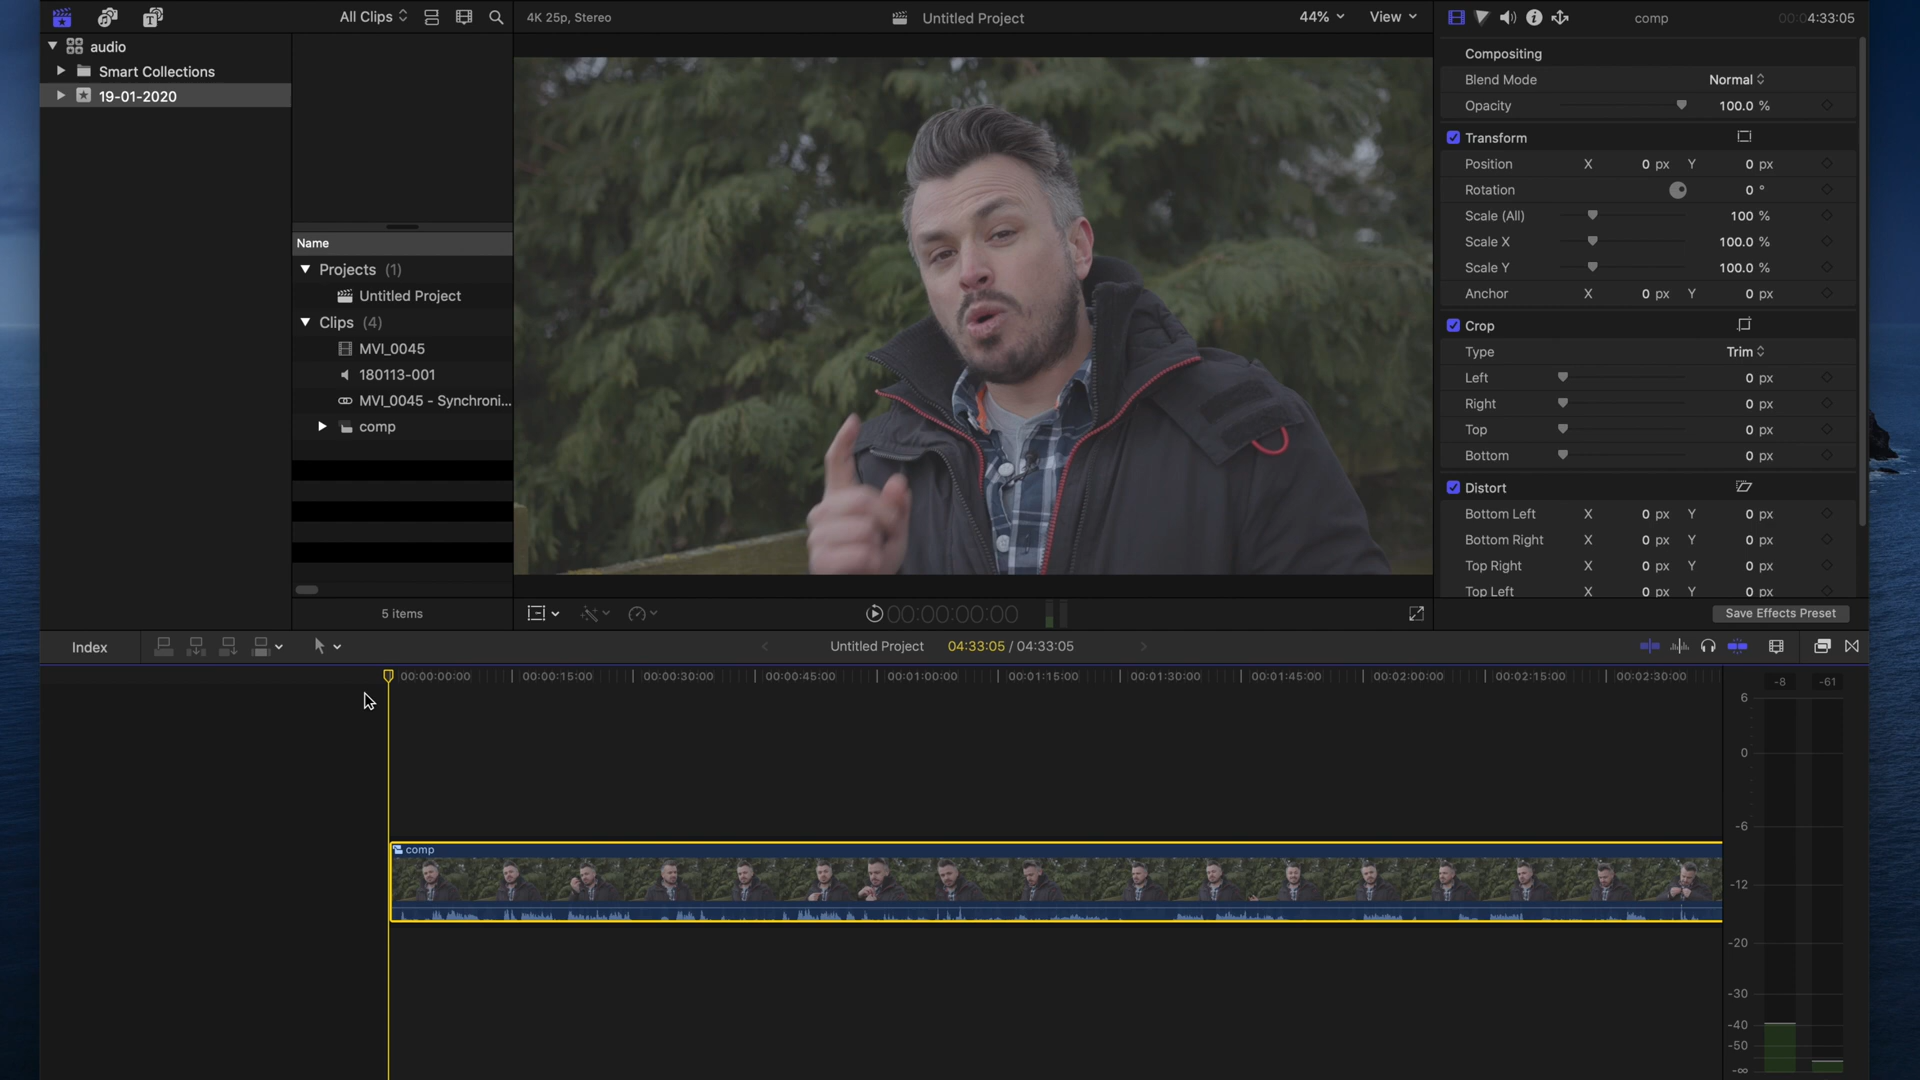 All Clips
4K 25p, Stereo
Untitled Project
44%
View
comp
00:04:33:05
audio
Smart Collections
19-01-2020
Name
Projects (1)
Untitled Project
Clips (4)
MVI_0045
180113-001
MVI_0045 - Synchroni...
comp
5 items
00:00:00:00
Compositing
Blend Mode Normal
Opacity 100.0 %
Transform
Position X 0 px Y 0 px
Rotation 0 °
Scale (All) 100 %
Scale X 100.0 %
Scale Y 100.0 %
Anchor X 0 px Y 0 px
Crop
Type Trim
Left 0 px
Right 0 px
Top 0 px
Bottom 0 px
Distort
Bottom Left X 0 px Y 0 px
Bottom Right X 0 px Y 0 px
Top Right X 0 px Y 0 px
Top Left X 0 px Y 0 px
Save Effects Preset
Index
Untitled Project 04:33:05 / 04:33:05
00:00:00:00 00:00:15:00 00:00:30:00 00:00:45:00 00:01:00:00 00:01:15:00 00:01:30:00 00:01:45:00 00:02:00:00 00:02:15:00 00:02:30:00
-8 -61
6
0
-6
-12
-20
-30
-40
-50
-∞
comp